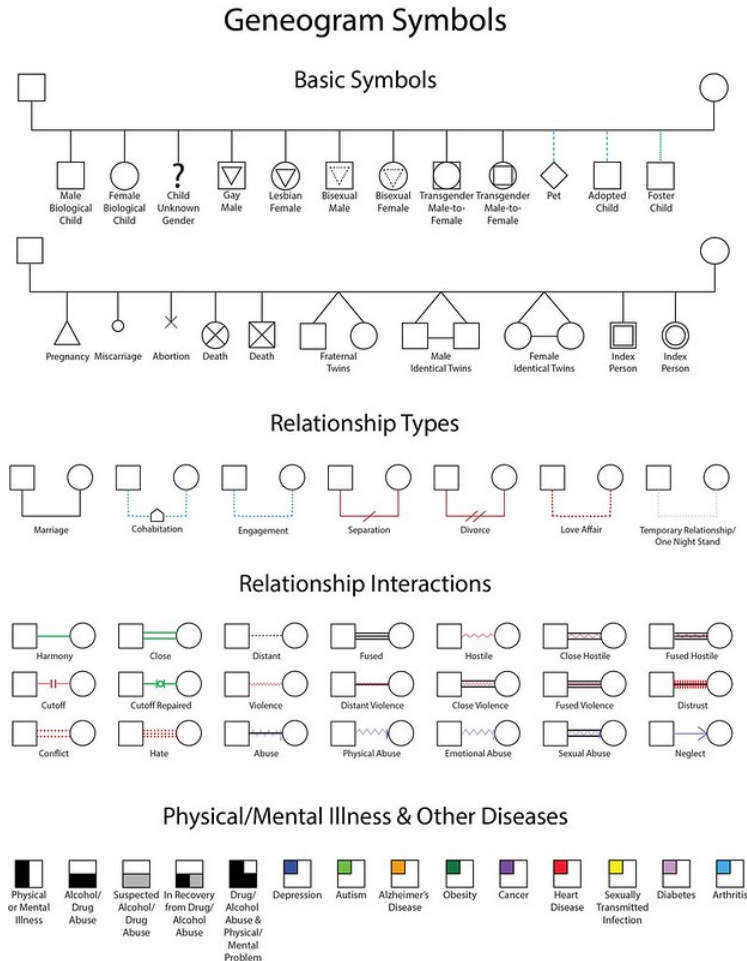 Geneogram Symbols
Basic Symbols
Male
Biological
Child
Female
Biological
Child
?
Child
Unknown
Gender
Gay
Male
Lesbian
Female
Bisexual
Male
Bisexual
Female
Transgender
Male-to-
Female
Transgender
Male-to-
Female
Pet
Adopted
Child
Foster
Child
Pregnancy
Miscarriage
Abortion
Death
Death
Fraternal
Twins
Male
Identical Twins
Female
Identical Twins
Index
Person
Index
Person
Relationship Types
Marriage
Cohabitation
Engagement
Separation
Divorce
Love Affair
Temporary Relationship/
One Night Stand
Relationship Interactions
Harmony
Close
Distant
Fused
Hostile
Close Hostile
Fused Hostile
Cutoff
Cutoff Repaired
Violence
Distant Violence
Close Violence
Fused Violence
Distrust
Conflict
Hate
Abuse
Physical Abuse
Emotional Abuse
Sexual Abuse
Neglect
Physical/Mental Illness & Other Diseases
Physical
or Mental
Illness
Alcohol/
Drug
Abuse
Suspected
Alcohol/
Drug
Abuse
In Recovery
from Drug/
Alcohol
Abuse
Drug/
Alcohol
Abuse &
Physical/
Mental
Problem
Depression
Autism
Alzheimer's
Disease
Obesity
Cancer
Heart
Disease
Sexually
Transmitted
Infection
Diabetes
Arthritis